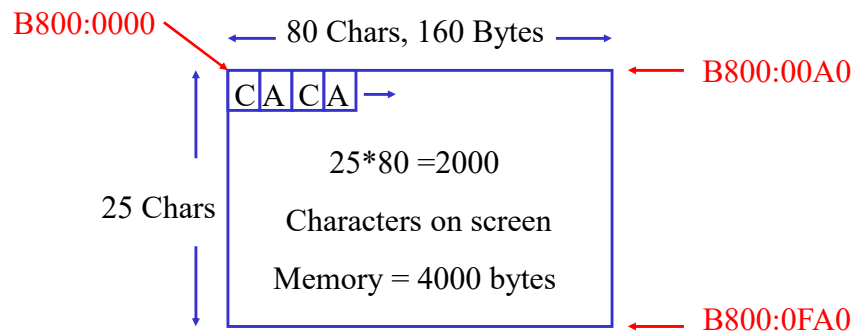 B800:0000
80 Chars, 160 Bytes
B800:00A0
C A C A
25*80 =2000
25 Chars
Characters on screen
Memory = 4000 bytes
B800:0FA0